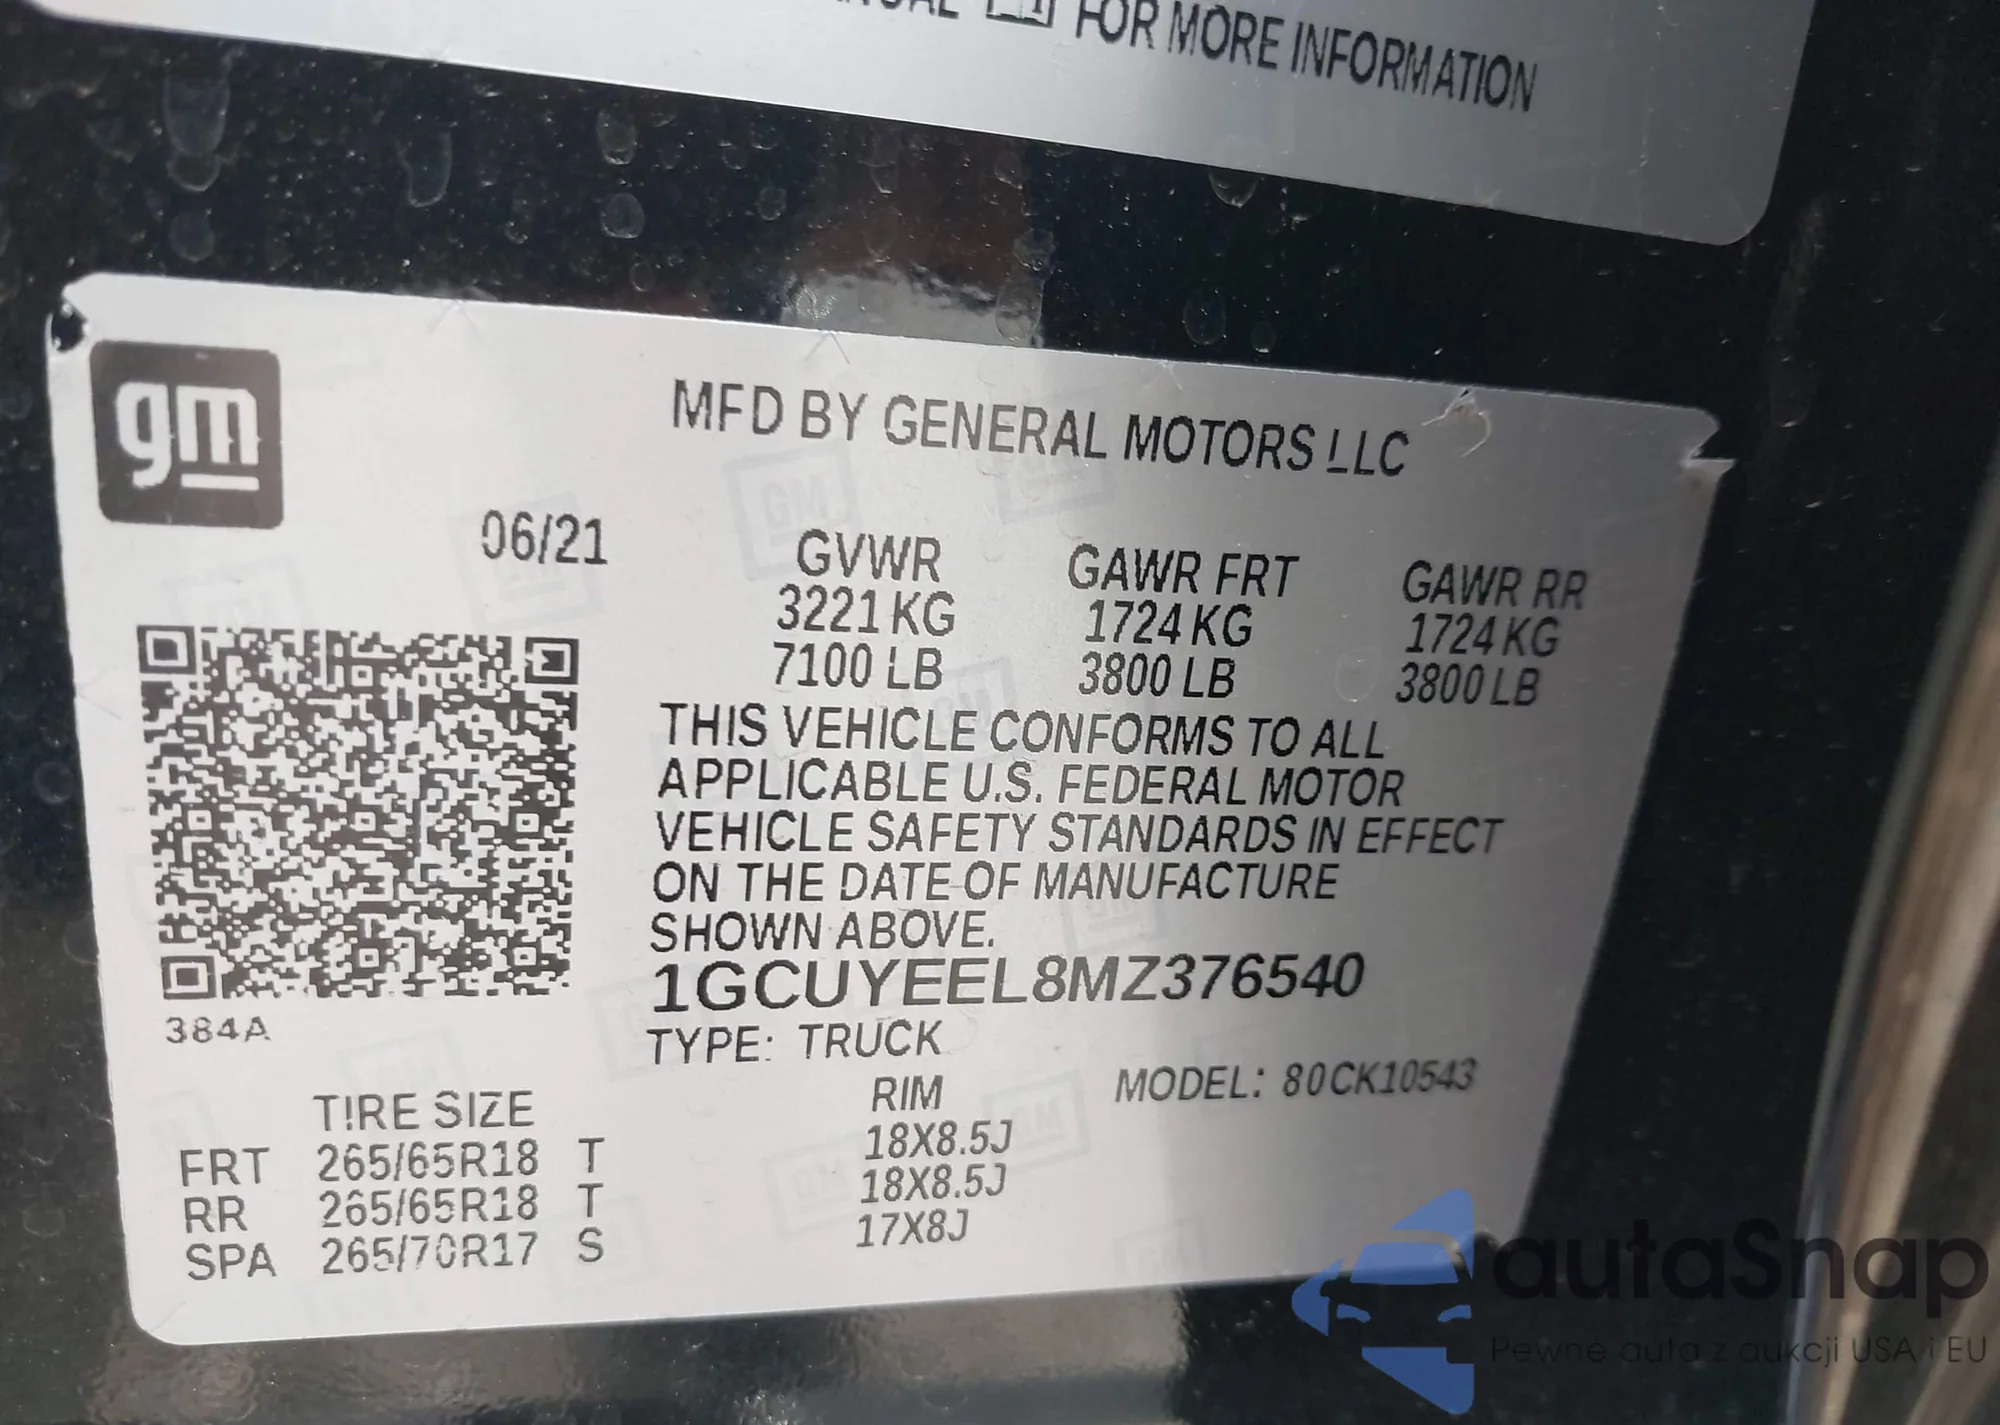 FOR MORE INFORMATION
gm
MFD BY GENERAL MOTORS LLC
06/21
GVWR GAWR FRT GAWR RR
3221 KG 1724 KG 1724 KG
7100 LB 3800 LB 3800 LB
THIS VEHICLE CONFORMS TO ALL
APPLICABLE U.S. FEDERAL MOTOR
VEHICLE SAFETY STANDARDS IN EFFECT
ON THE DATE OF MANUFACTURE
SHOWN ABOVE.
1GCUYEEL8MZ376540
384A
TYPE: TRUCK
MODEL: 80CK10543
TIRE SIZE RIM
FRT 265/65R18 T 18X8.5J
RR 265/65R18 T 18X8.5J
SPA 265/70R17 S 17X8J
autaSnap
Pewne auta z aukcji USA i EU